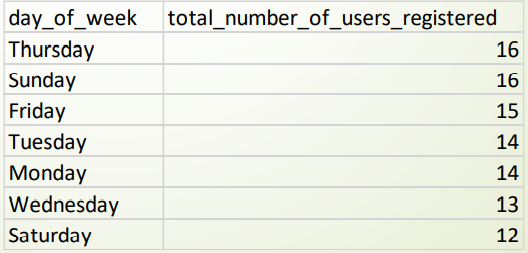 day_of_week total_number_of_users_registered
Thursday 16
Sunday 16
Friday 15
Tuesday 14
Monday 14
Wednesday 13
Saturday 12